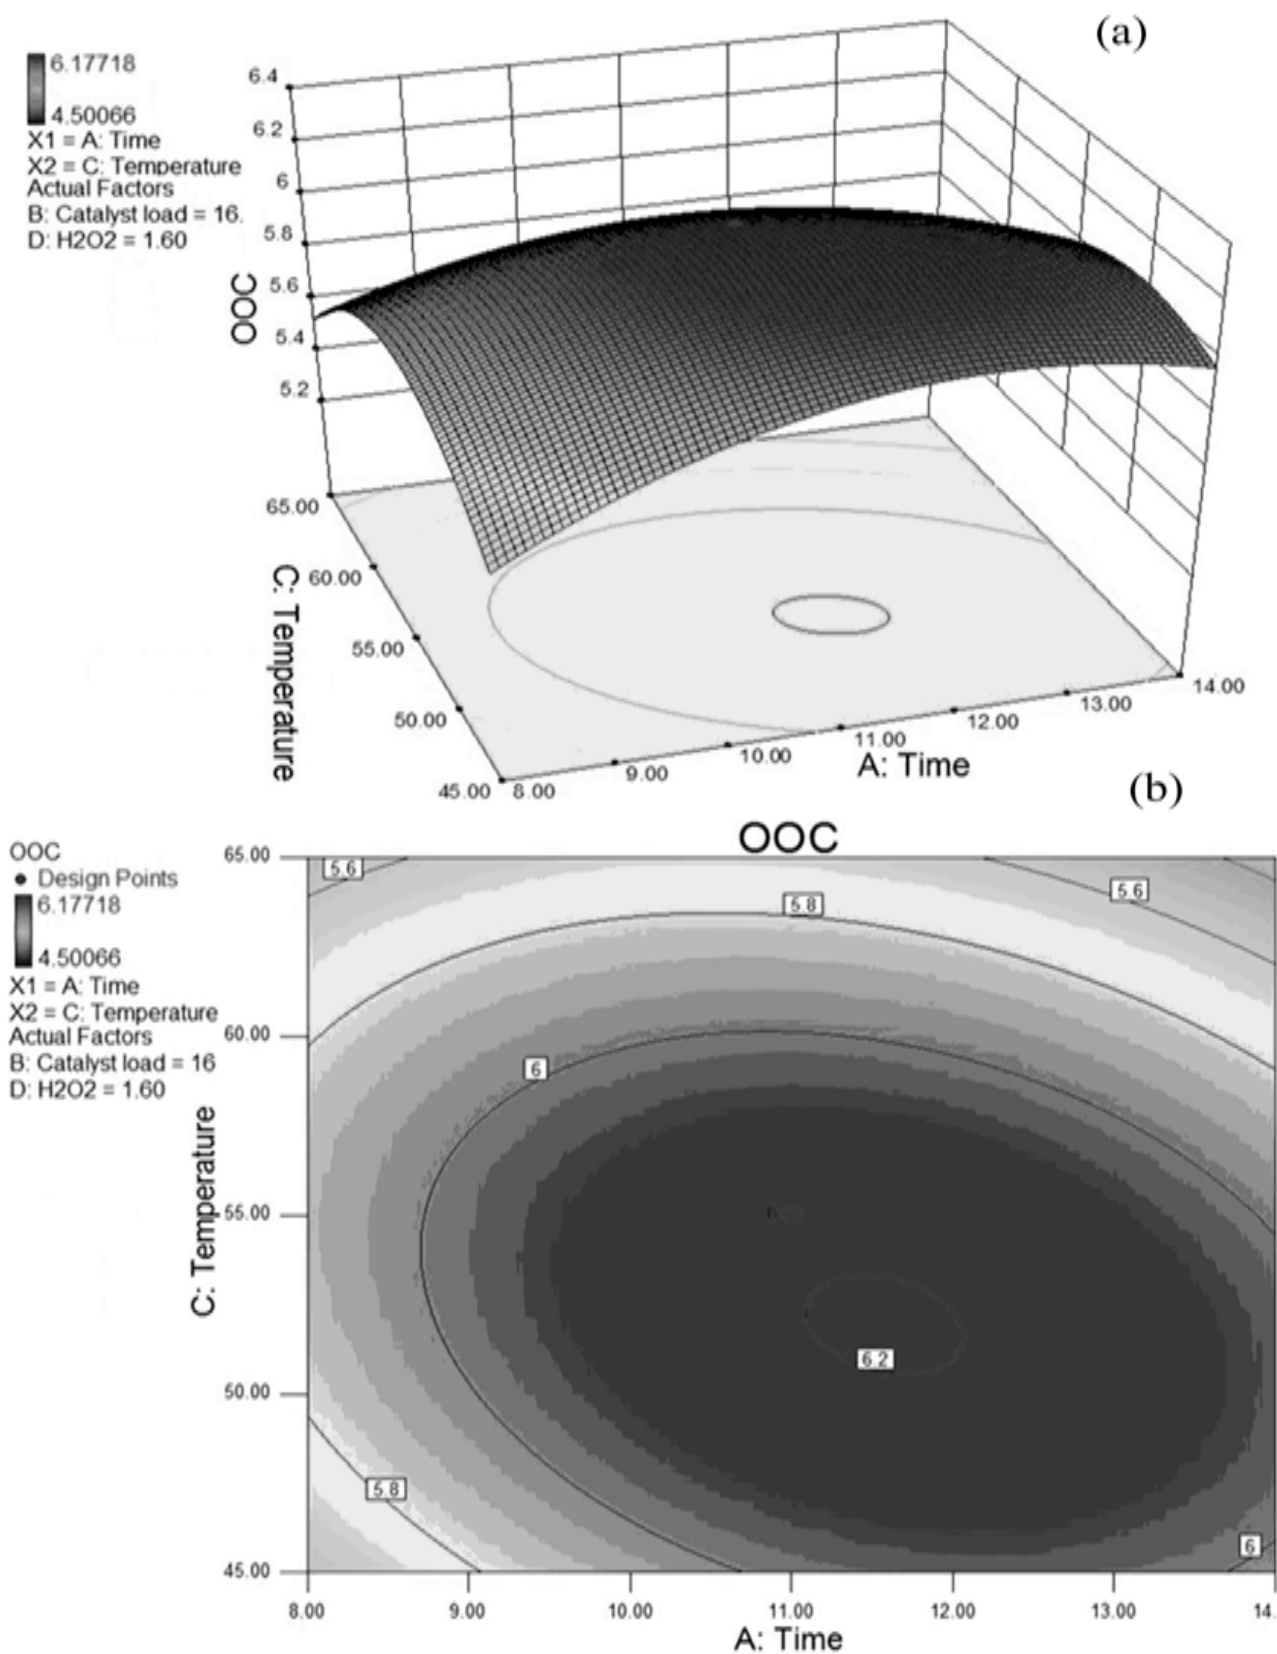 (a)
6.17718
4.50066
X1 = A: Time
X2 = C: Temperature
Actual Factors
B: Catalyst load = 16.
D: H2O2 = 1.60
6.4
6.2
6
5.8
5.6
5.4
5.2
OOC
65.00
60.00
55.00
50.00
45.00
C: Temperature
8.00
9.00
10.00
11.00
12.00
13.00
14.00
A: Time
(b)
OOC
OOC
Design Points
6.17718
4.50066
X1 = A: Time
X2 = C: Temperature
Actual Factors
B: Catalyst load = 16
D: H2O2 = 1.60
65.00
60.00
55.00
50.00
45.00
C: Temperature
5.6
5.8
5.6
6
6.2
5.8
6
8.00
9.00
10.00
11.00
12.00
13.00
14.
A: Time